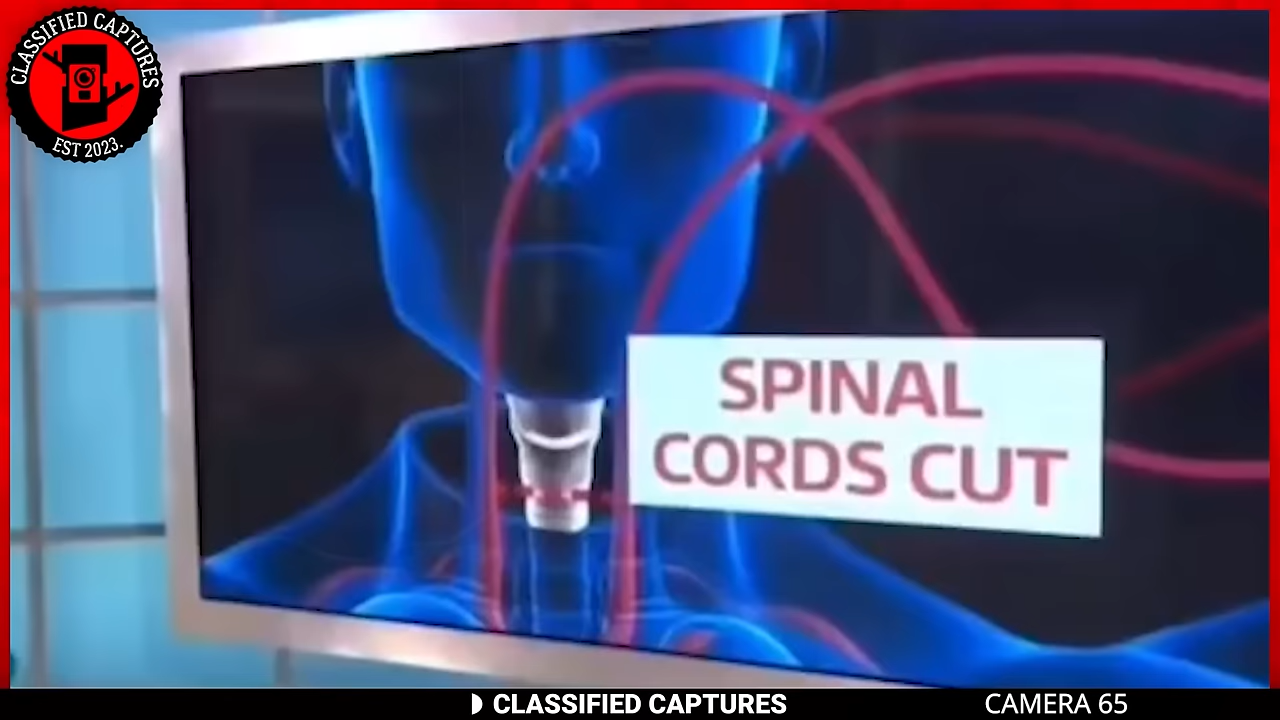 CLASSIFIED CAPTURES
EST 2023.
SPINAL
CORDS CUT
CLASSIFIED CAPTURES
CAMERA 65